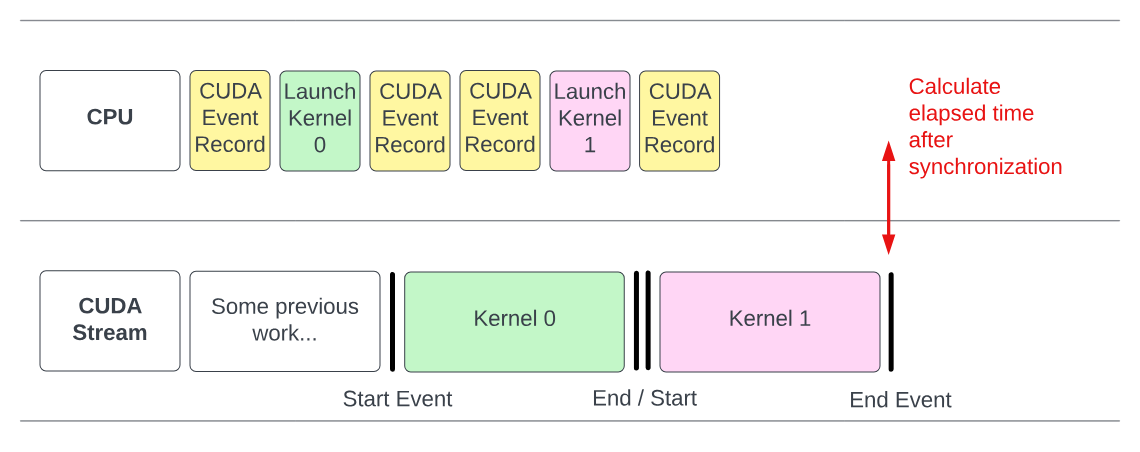 CPU
CUDA
Event
Record
Launch
Kernel
0
CUDA
Event
Record
CUDA
Event
Record
Launch
Kernel
1
CUDA
Event
Record
Calculate
elapsed time
after
synchronization
CUDA
Stream
Some previous
work...
Kernel 0
Kernel 1
Start Event
End / Start
End Event